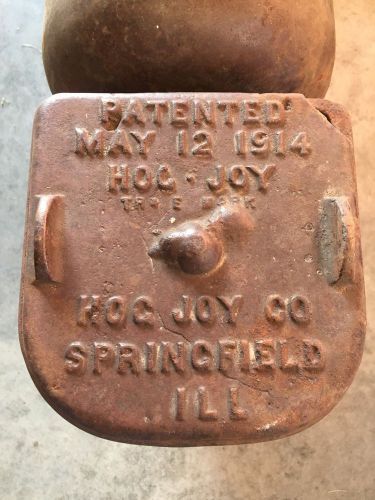 PATENTED
MAY 12 1914
HOG·JOY
TRADE MARK
HOG JOY CO
SPRINGFIELD
ILL